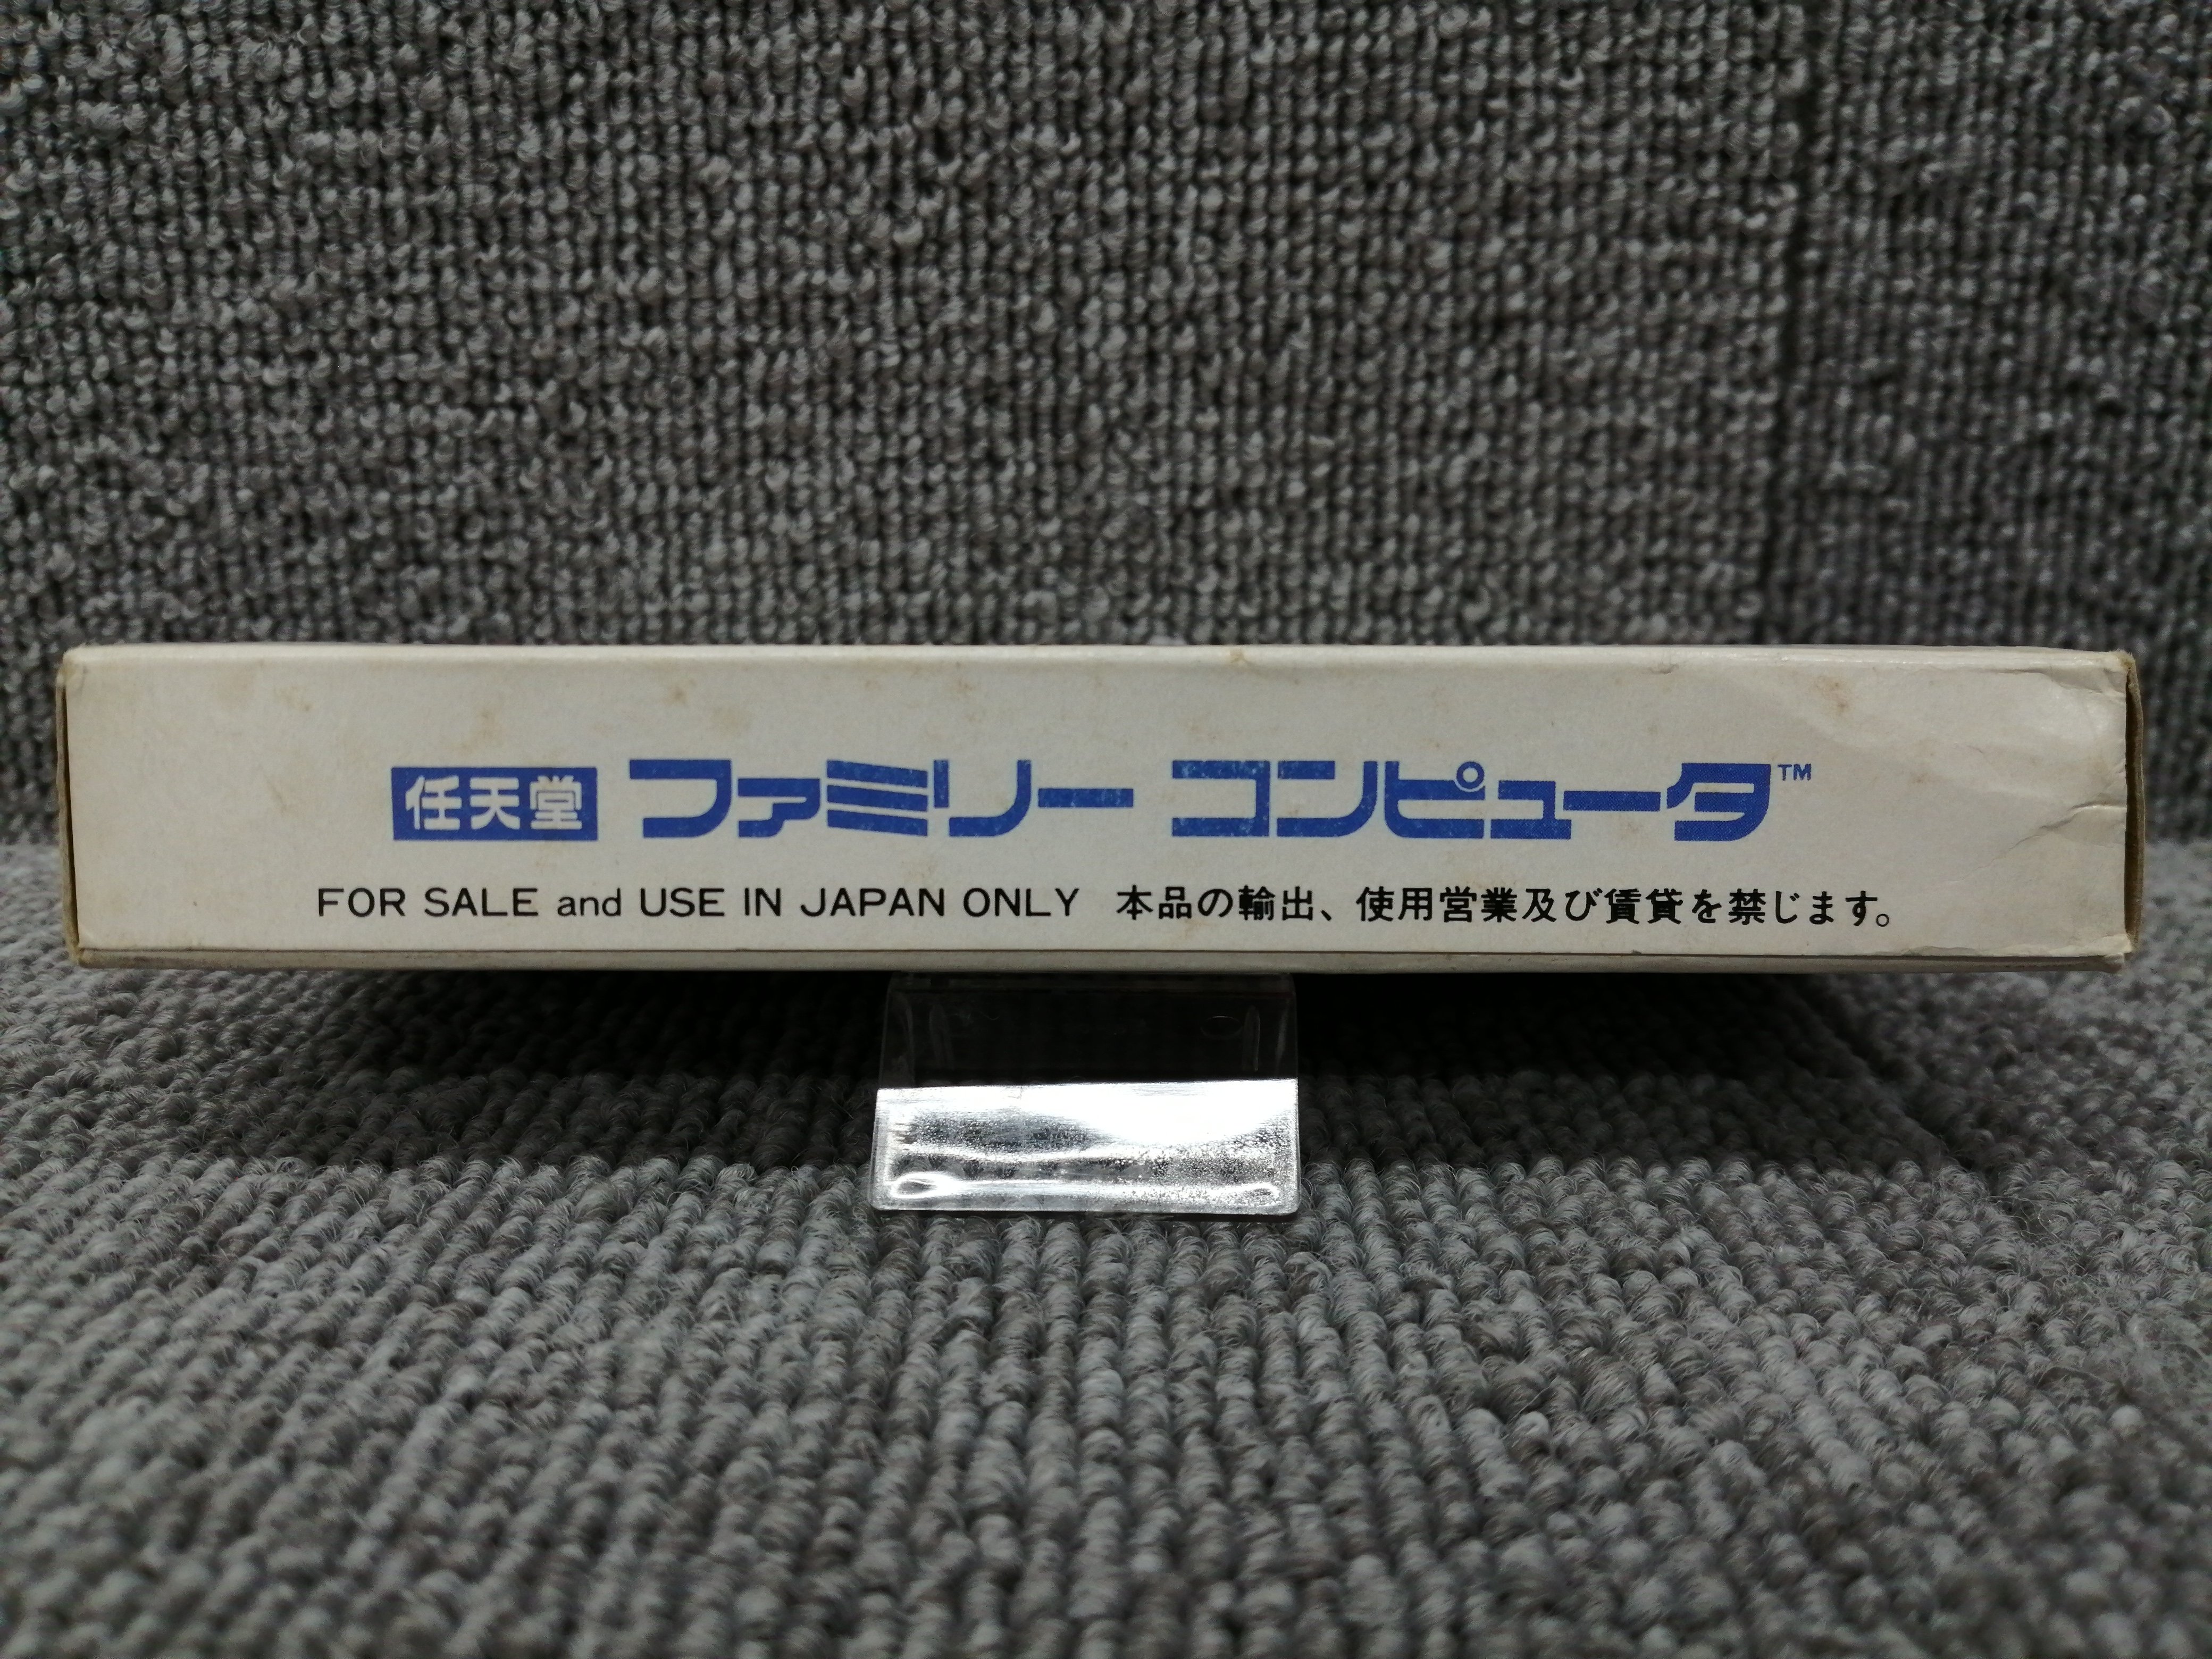 任天堂 ファミリー コンピュータ™
FOR SALE and USE IN JAPAN ONLY 本品の輸出、使用営業及び賃貸を禁じます。